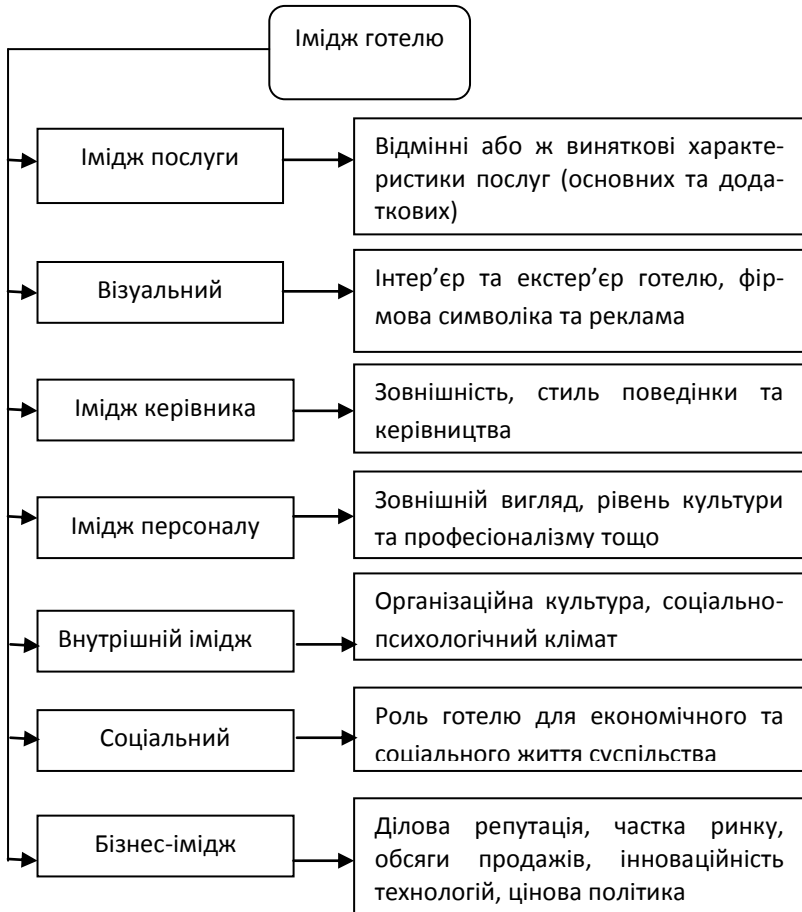 Імідж готелю
Імідж послуги
Відмінні або ж виняткові характе-
ристики послуг (основних та дода-
ткових)
Візуальний
Інтер’єр та екстер’єр готелю, фір-
мова символіка та реклама
Імідж керівника
Зовнішність, стиль поведінки та
керівництва
Імідж персоналу
Зовнішній вигляд, рівень культури
та професіоналізму тощо
Внутрішній імідж
Організаційна культура, соціально-
психологічний клімат
Соціальний
Роль готелю для економічного та
соціального життя суспільства
Бізнес-імідж
Ділова репутація, частка ринку,
обсяги продажів, інноваційність
технологій, цінова політика